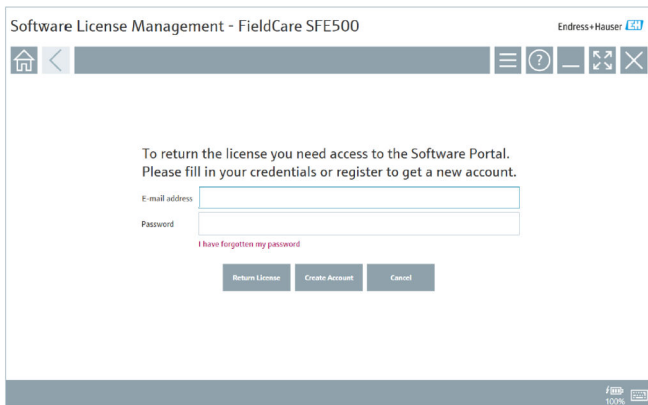 Software License Management - FieldCare SFE500
Endress+Hauser EH
?
To return the license you need access to the Software Portal.
Please fill in your credentials or register to get a new account.
E-mail address
Password
I have forgotten my password
Return License Create Account Cancel
100%